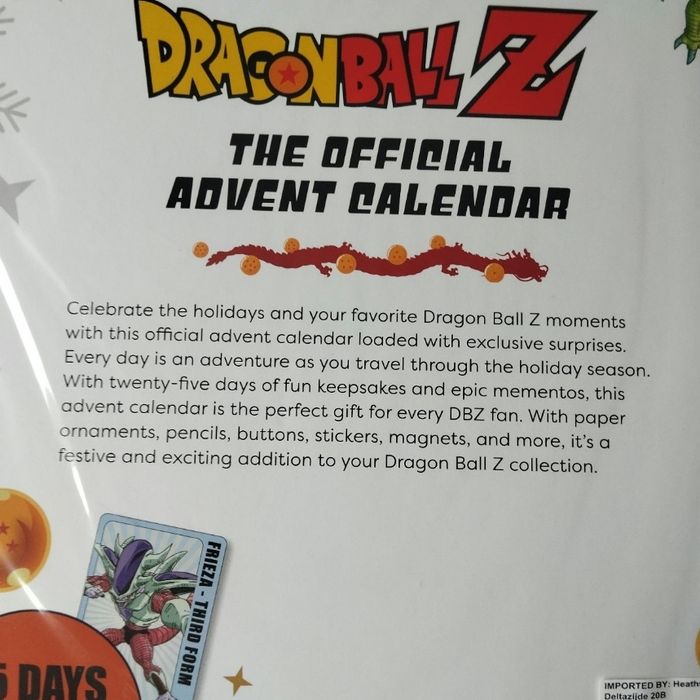 DRAGON BALL Z
THE OFFICIAL
ADVENT CALENDAR
Celebrate the holidays and your favorite Dragon Ball Z moments
with this official advent calendar loaded with exclusive surprises.
Every day is an adventure as you travel through the holiday season.
With twenty-five days of fun keepsakes and epic mementos, this
advent calendar is the perfect gift for every DBZ fan. With paper
ornaments, pencils, buttons, stickers, magnets, and more, it's a
festive and exciting addition to your Dragon Ball Z collection.
FRIEZA - THIRD FORM
5 DAYS
IMPORTED BY: Heath
Deltazijde 20B